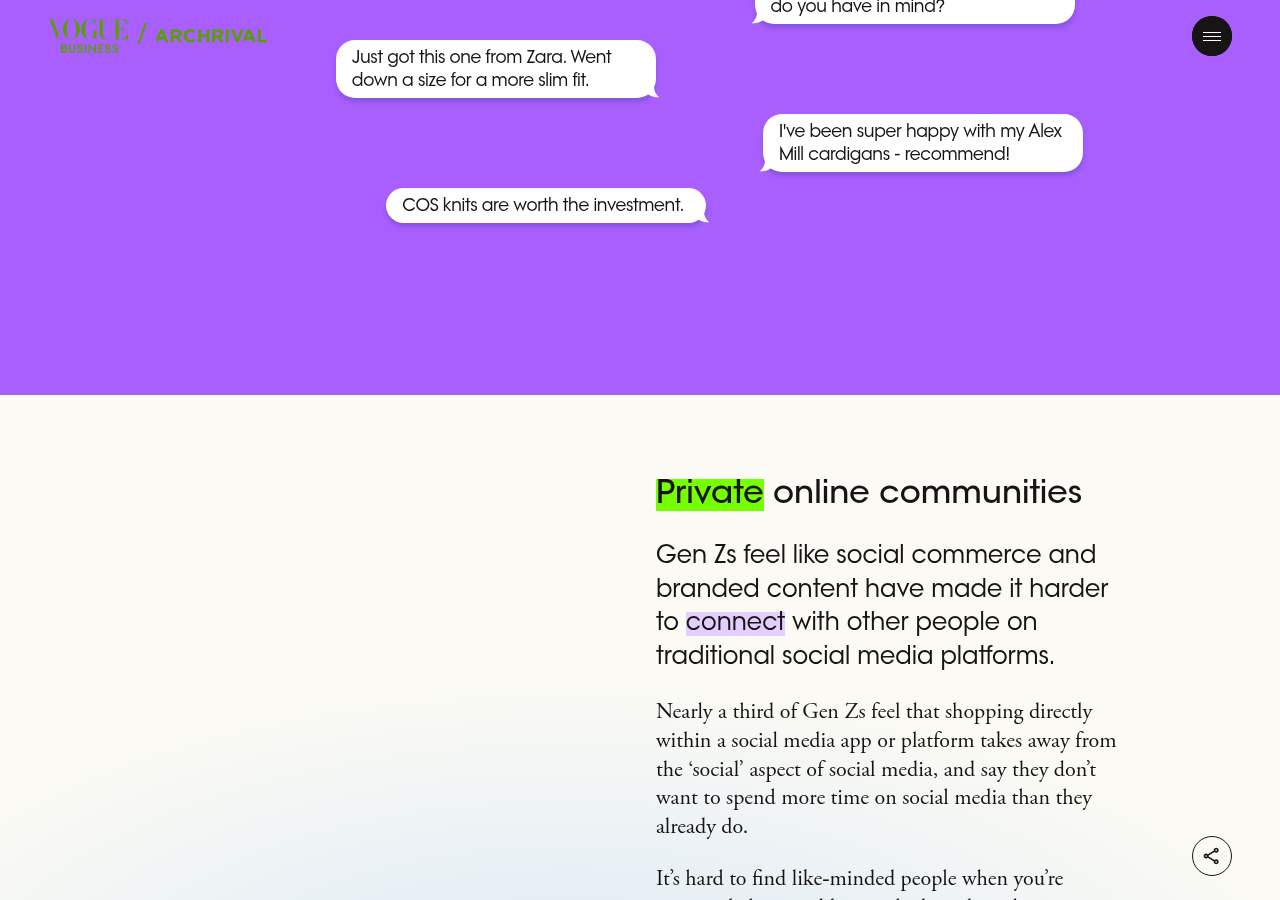 do you have in mind?
VOGUE
BUSINESS
/ ARCHRIVAL
Just got this one from Zara. Went
down a size for a more slim fit.
I've been super happy with my Alex
Mill cardigans - recommend!
COS knits are worth the investment.
Private online communities
Gen Zs feel like social commerce and
branded content have made it harder
to connect with other people on
traditional social media platforms.
Nearly a third of Gen Zs feel that shopping directly
within a social media app or platform takes away from
the ‘social’ aspect of social media, and say they don’t
want to spend more time on social media than they
already do.
It’s hard to find like-minded people when you’re